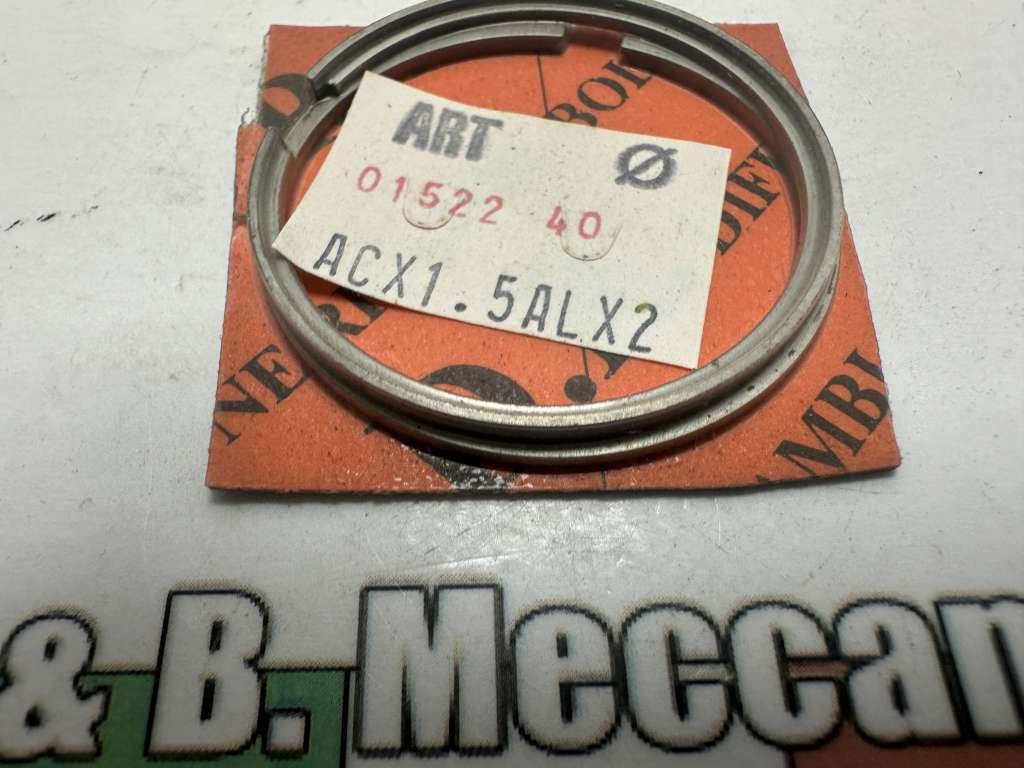 ART Ø
01522 40
ACX1.5ALX2
& B. Meccan